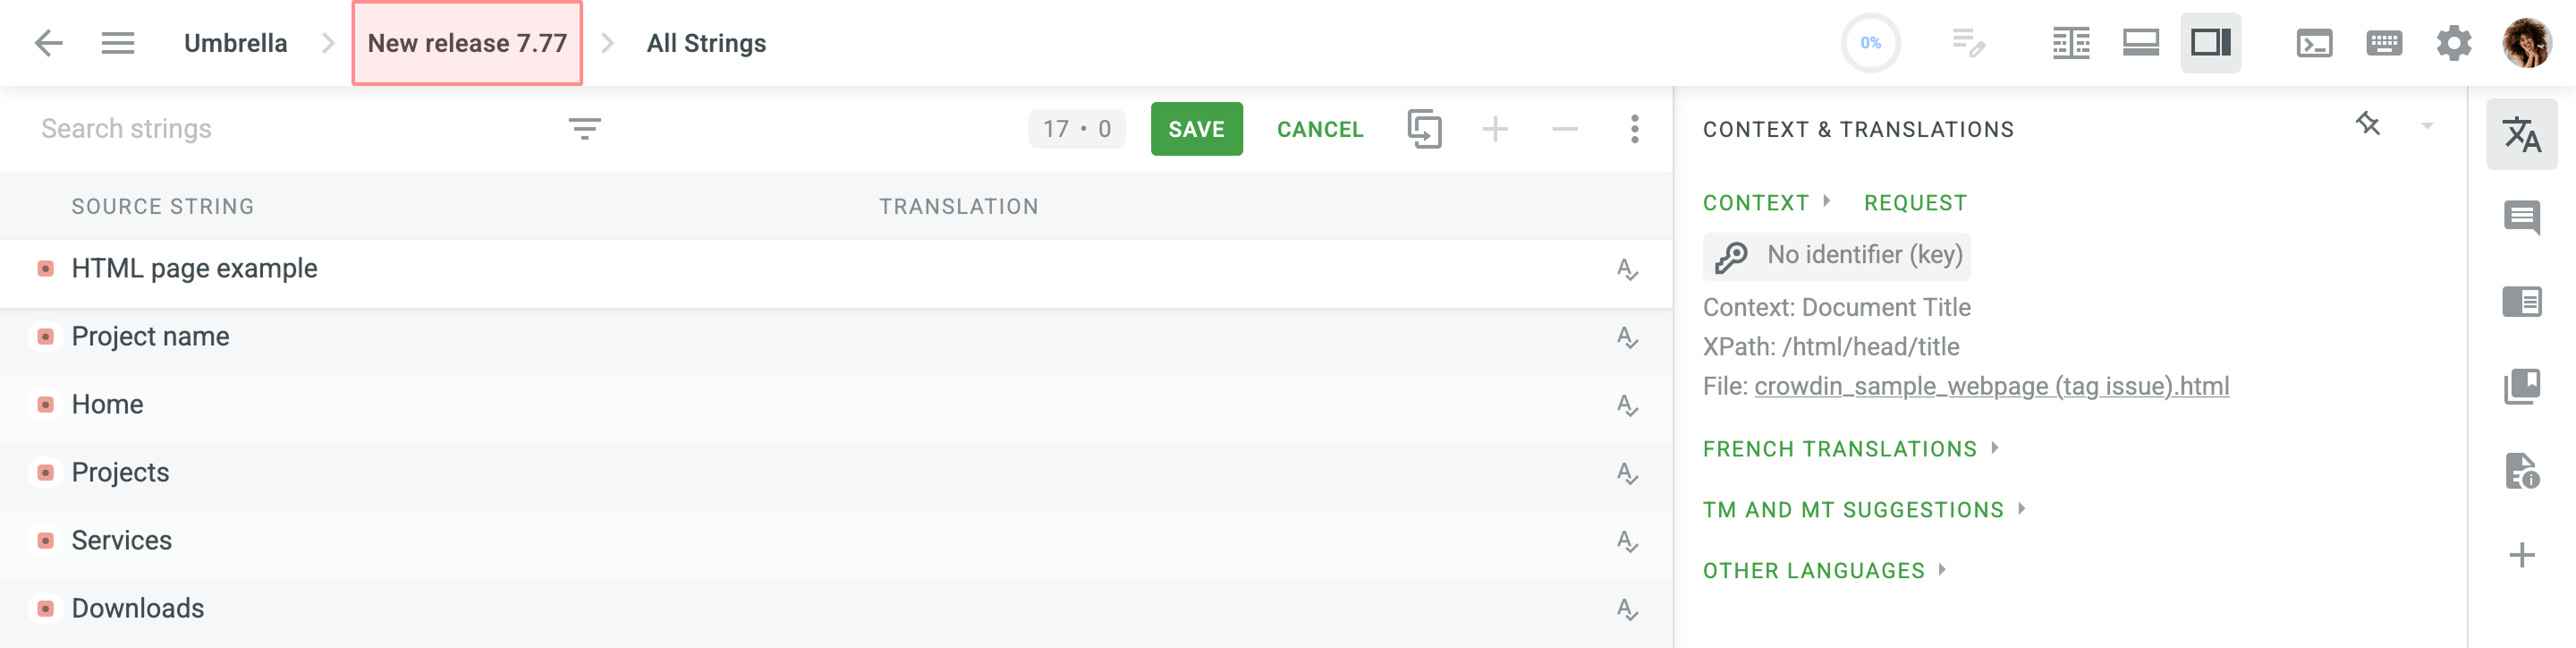 Umbrella New release 7.77 All Strings
0%
Search strings
17 • 0 SAVE CANCEL
SOURCE STRING TRANSLATION
HTML page example
Project name
Home
Projects
Services
Downloads
CONTEXT & TRANSLATIONS
CONTEXT REQUEST
No identifier (key)
Context: Document Title
XPath: /html/head/title
File: crowdin_sample_webpage (tag issue).html
FRENCH TRANSLATIONS
TM AND MT SUGGESTIONS
OTHER LANGUAGES